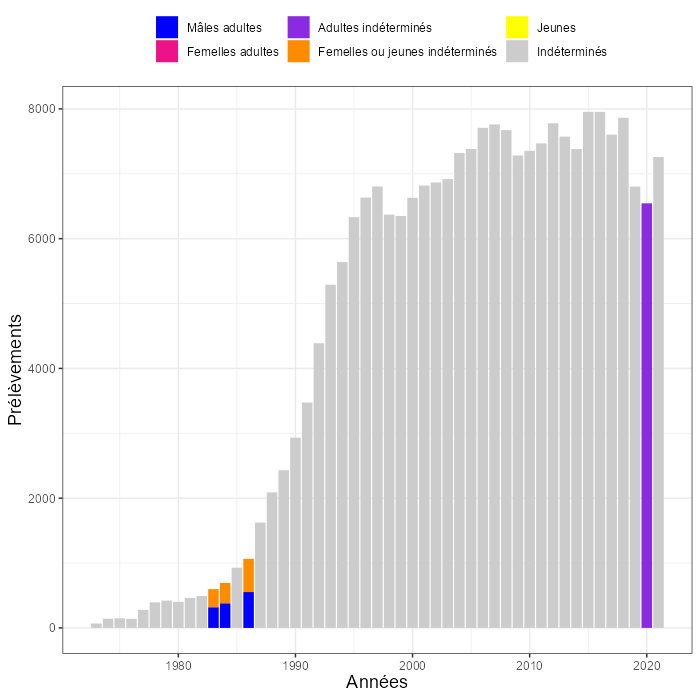 Mâles adultes
Adultes indéterminés
Jeunes
Femelles adultes
Femelles ou jeunes indéterminés
Indéterminés
8000
6000
4000
2000
0
Prélèvements
1980
1990
2000
2010
2020
Années